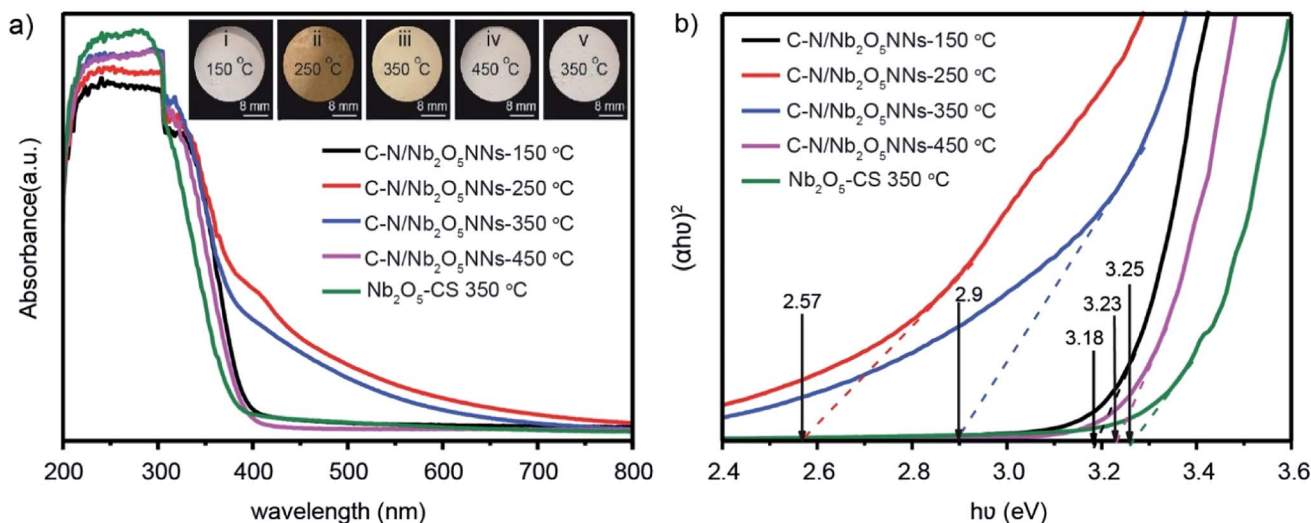 a)
i
ii
iii
iv
v
150 °C
250 °C
350 °C
450 °C
350 °C
8 mm
8 mm
8 mm
8 mm
8 mm
C-N/Nb₂O₅NNs-150 °C
C-N/Nb₂O₅NNs-250 °C
C-N/Nb₂O₅NNs-350 °C
C-N/Nb₂O₅NNs-450 °C
Nb₂O₅-CS 350 °C
Absorbance(a.u.)
200 300 400 500 600 700 800
wavelength (nm)
b)
C-N/Nb₂O₅NNs-150 °C
C-N/Nb₂O₅NNs-250 °C
C-N/Nb₂O₅NNs-350 °C
C-N/Nb₂O₅NNs-450 °C
Nb₂O₅-CS 350 °C
(αhυ)²
2.57
2.9
3.25
3.23
3.18
2.4 2.6 2.8 3.0 3.2 3.4 3.6
hυ (eV)